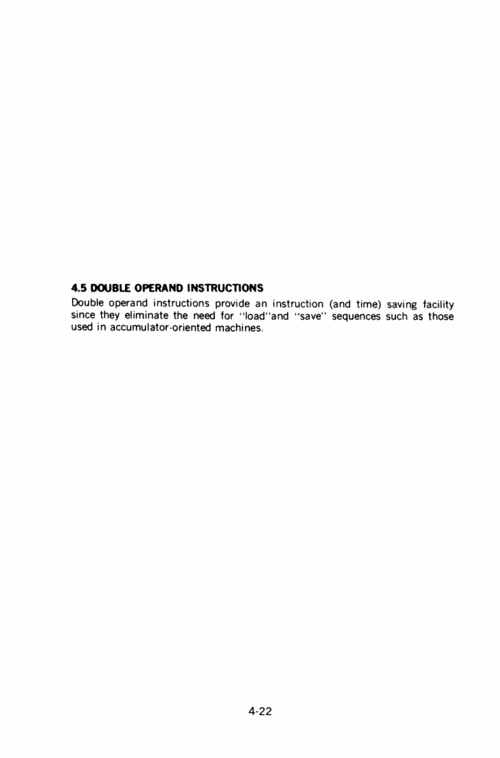 4.5 DOUBLE OPERAND INSTRUCTIONS
Double operand instructions provide an instruction (and time) saving facility
since they eliminate the need for "load"and "save" sequences such as those
used in accumulator-oriented machines.
4-22